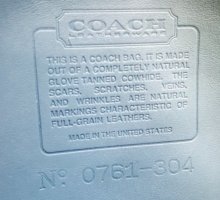 COACH
LEATHERWARE
THIS IS A COACH BAG. IT IS MADE
OUT OF A COMPLETELY NATURAL
GLOVE TANNED COWHIDE. THE
SCARS, SCRATCHES, VEINS,
AND WRINKLES ARE NATURAL
MARKINGS CHARACTERISTIC OF
FULL-GRAIN LEATHERS.
MADE IN THE UNITED STATES
No 0761-304